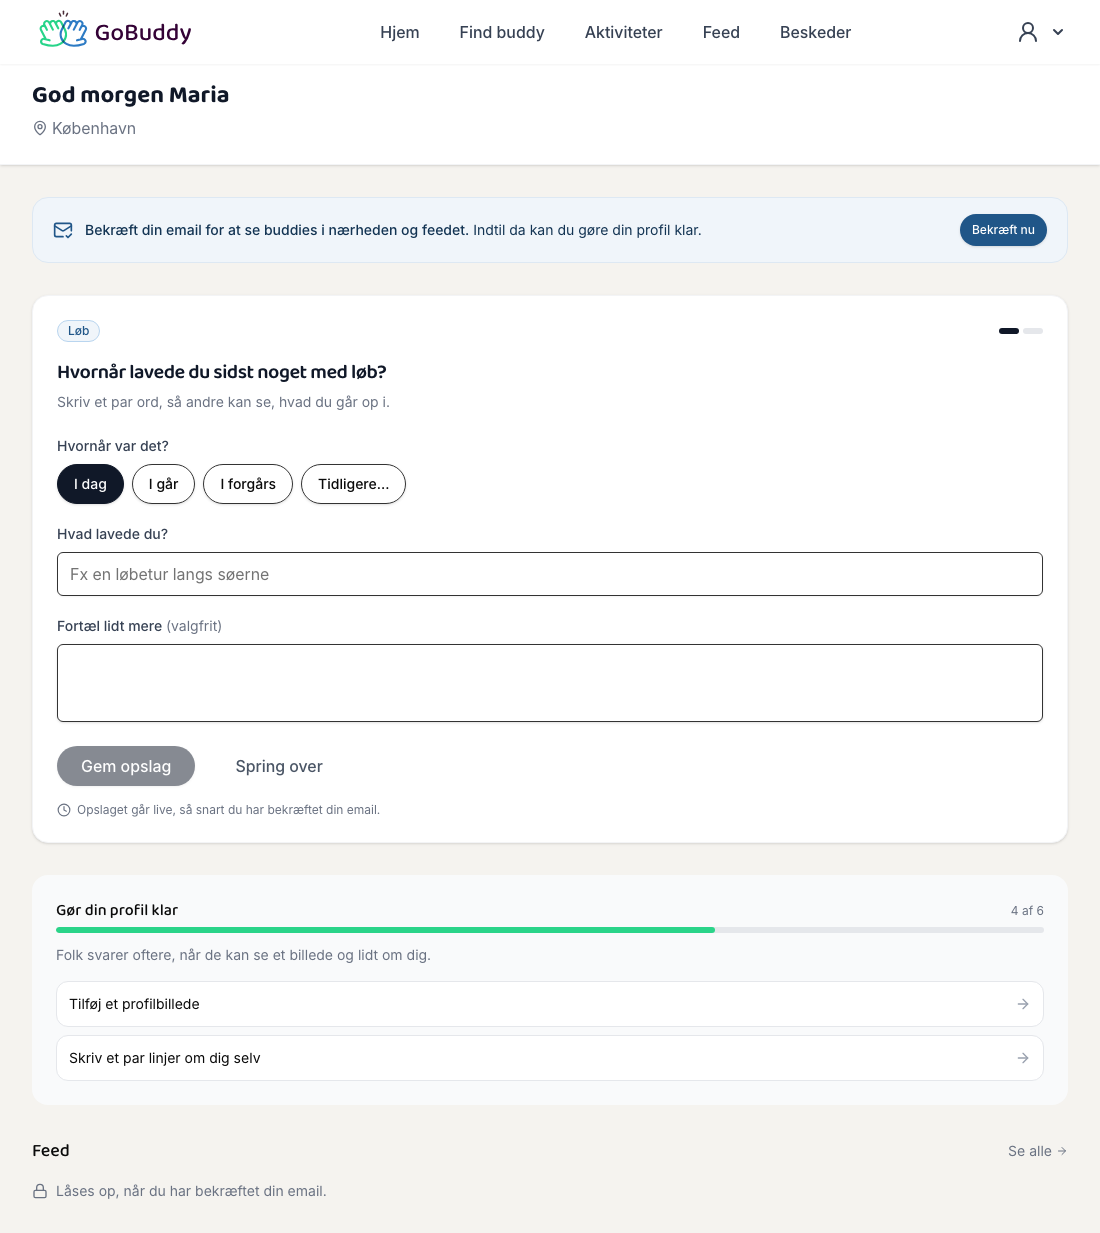 GoBuddy
Hjem
Find buddy
Aktiviteter
Feed
Beskeder
God morgen Maria
København
Bekræft din email for at se buddies i nærheden og feedet. Indtil da kan du gøre din profil klar.
Bekræft nu
Løb
Hvornår lavede du sidst noget med løb?
Skriv et par ord, så andre kan se, hvad du går op i.
Hvornår var det?
I dag
I går
I forgårs
Tidligere...
Hvad lavede du?
Fx en løbetur langs søerne
Fortæl lidt mere (valgfrit)
Gem opslag
Spring over
Opslaget går live, så snart du har bekræftet din email.
Gør din profil klar
4 af 6
Folk svarer oftere, når de kan se et billede og lidt om dig.
Tilføj et profilbillede
Skriv et par linjer om dig selv
Feed
Se alle
Låses op, når du har bekræftet din email.